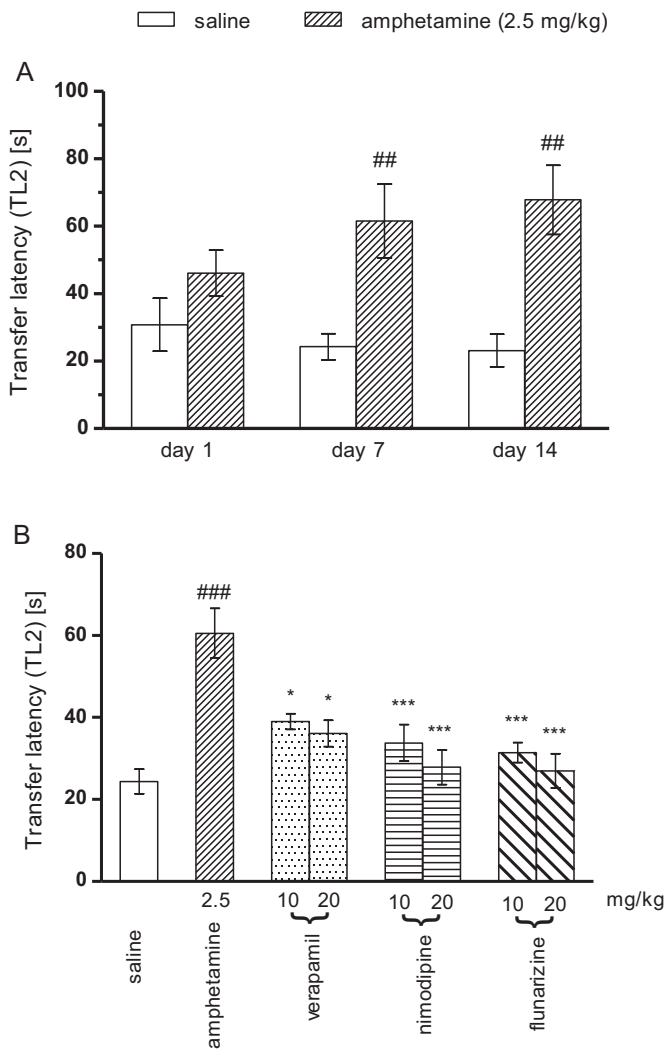 saline amphetamine (2.5 mg/kg)
A
Transfer latency (TL2) [s]
100
80
60
40
20
0
##
##
day 1 day 7 day 14
B
Transfer latency (TL2) [s]
80
60
40
20
0
###
* * *** *** *** ***
2.5 10 20 10 20 10 20 mg/kg
saline
amphetamine
verapamil
nimodipine
flunarizine